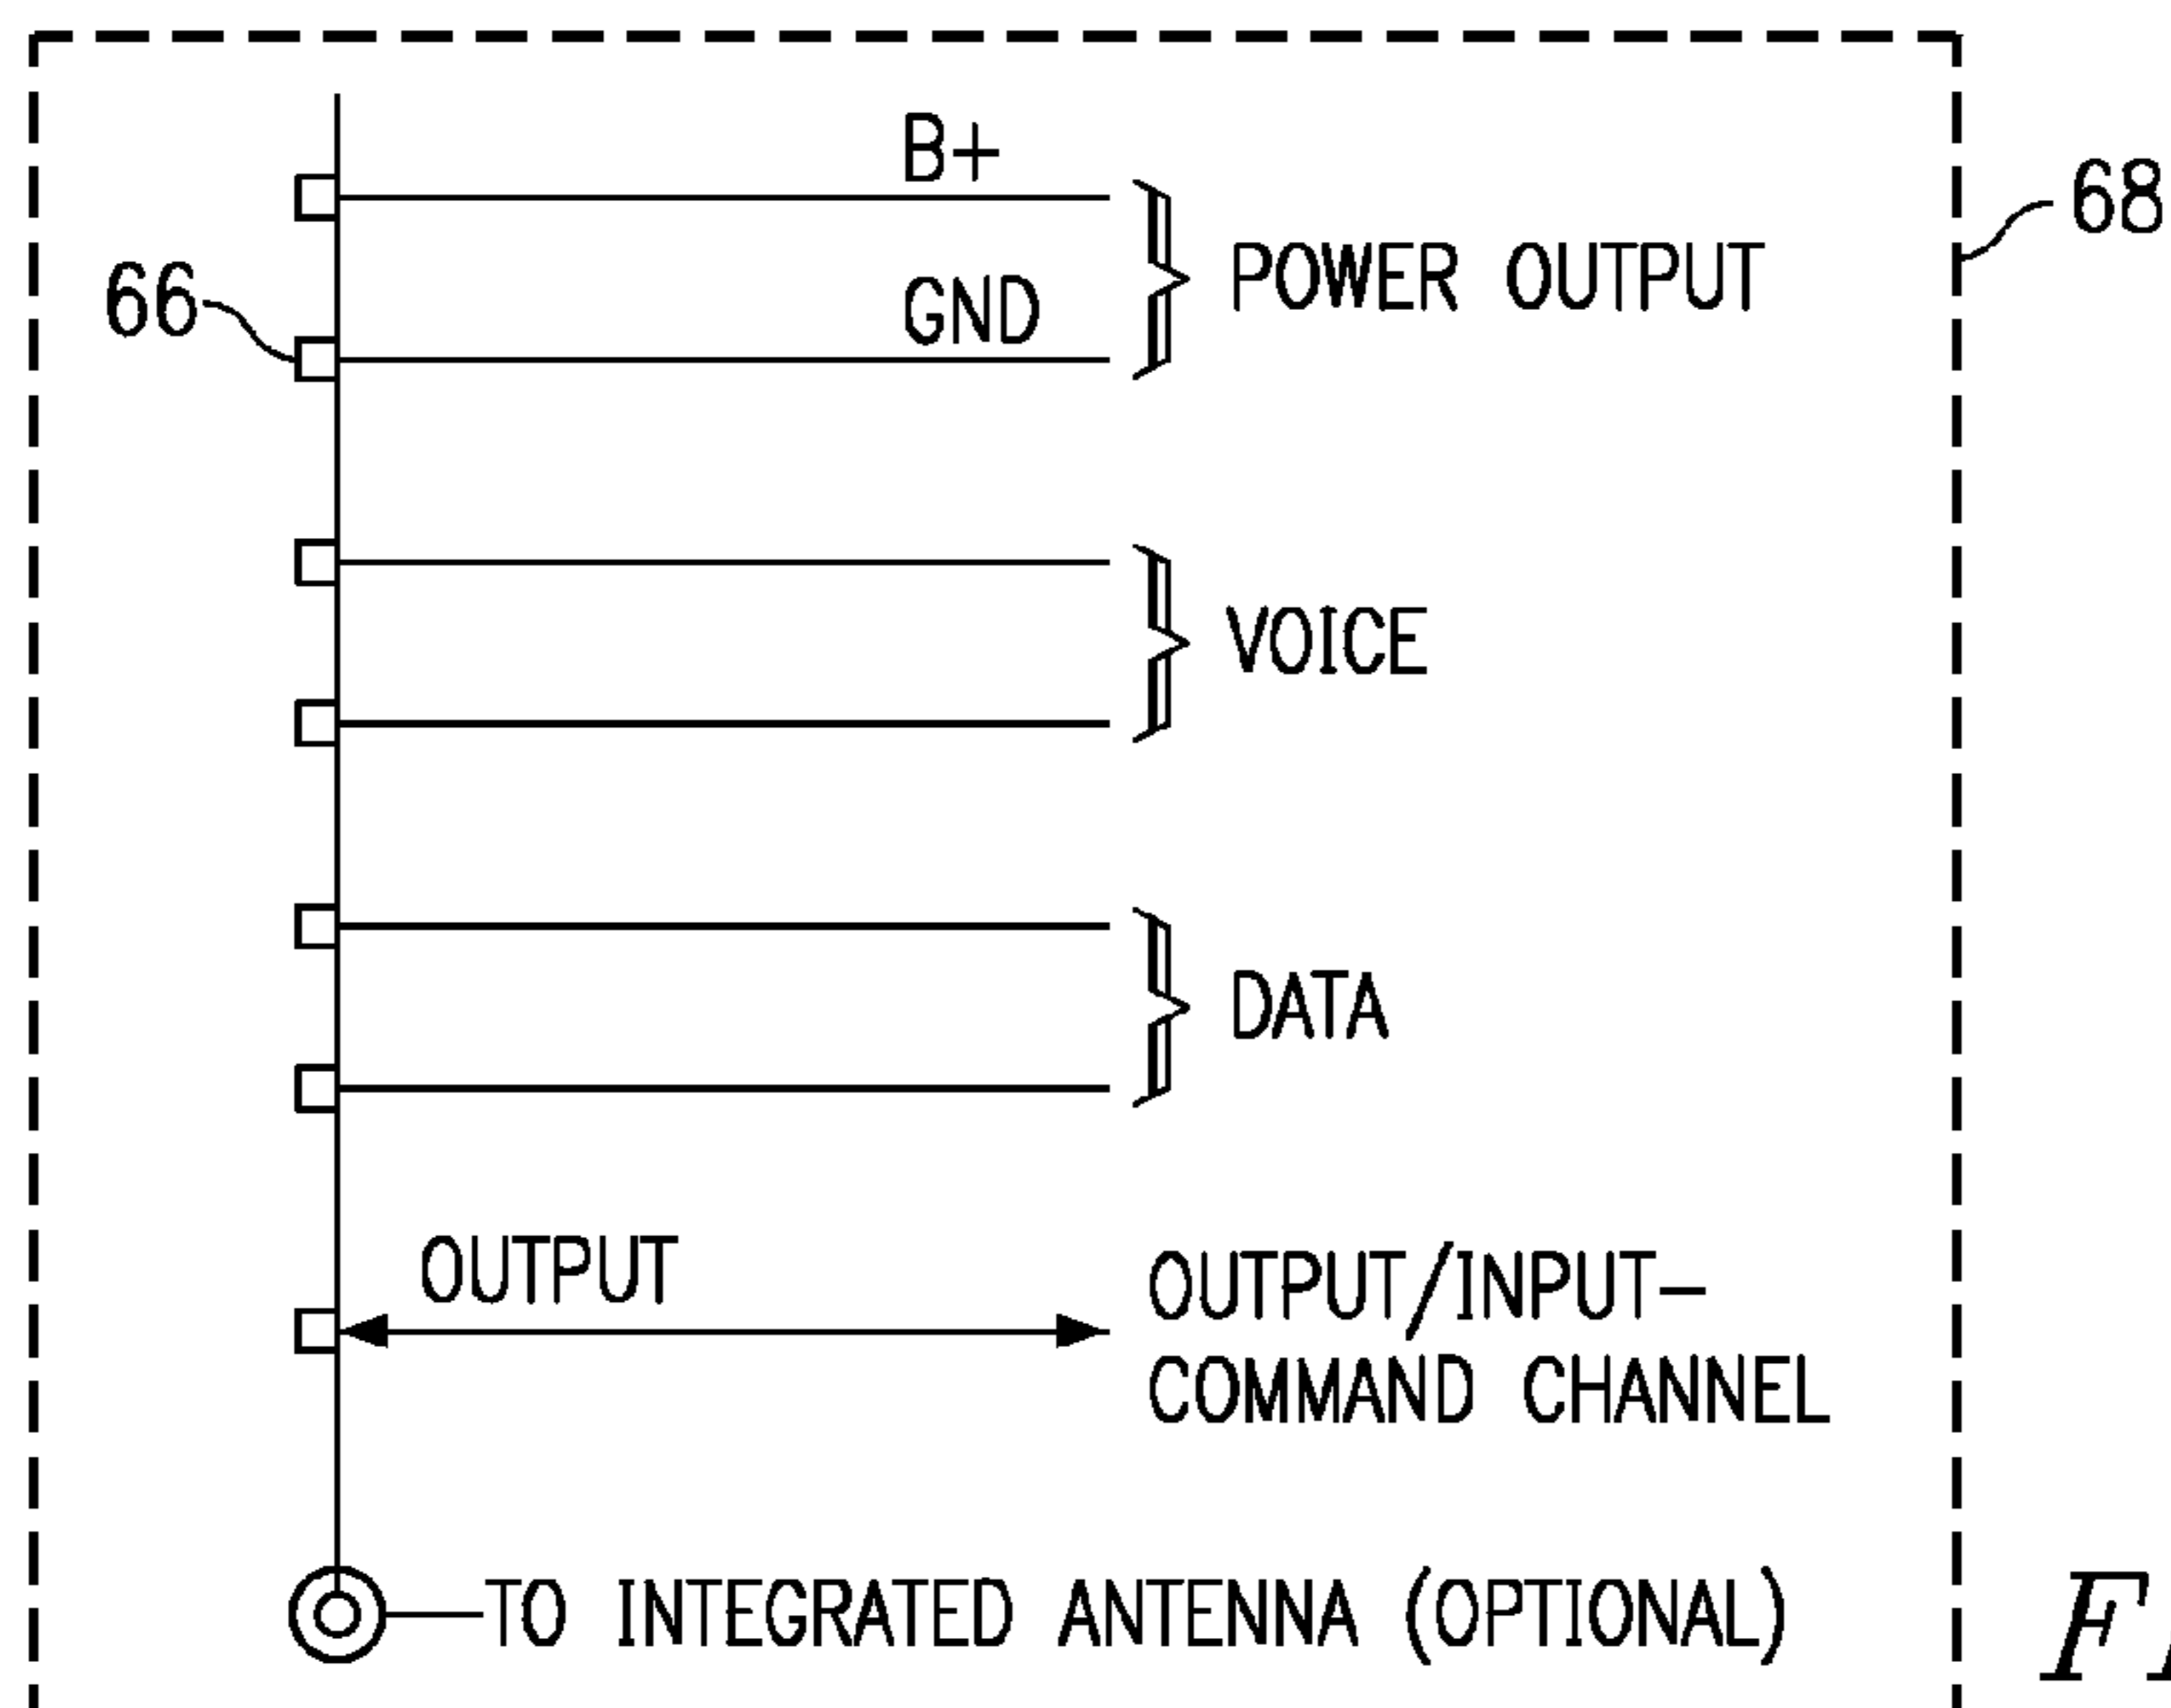 B+
68
66
GND
POWER OUTPUT
VOICE
DATA
OUTPUT
OUTPUT/INPUT-
COMMAND CHANNEL
TO INTEGRATED ANTENNA (OPTIONAL)